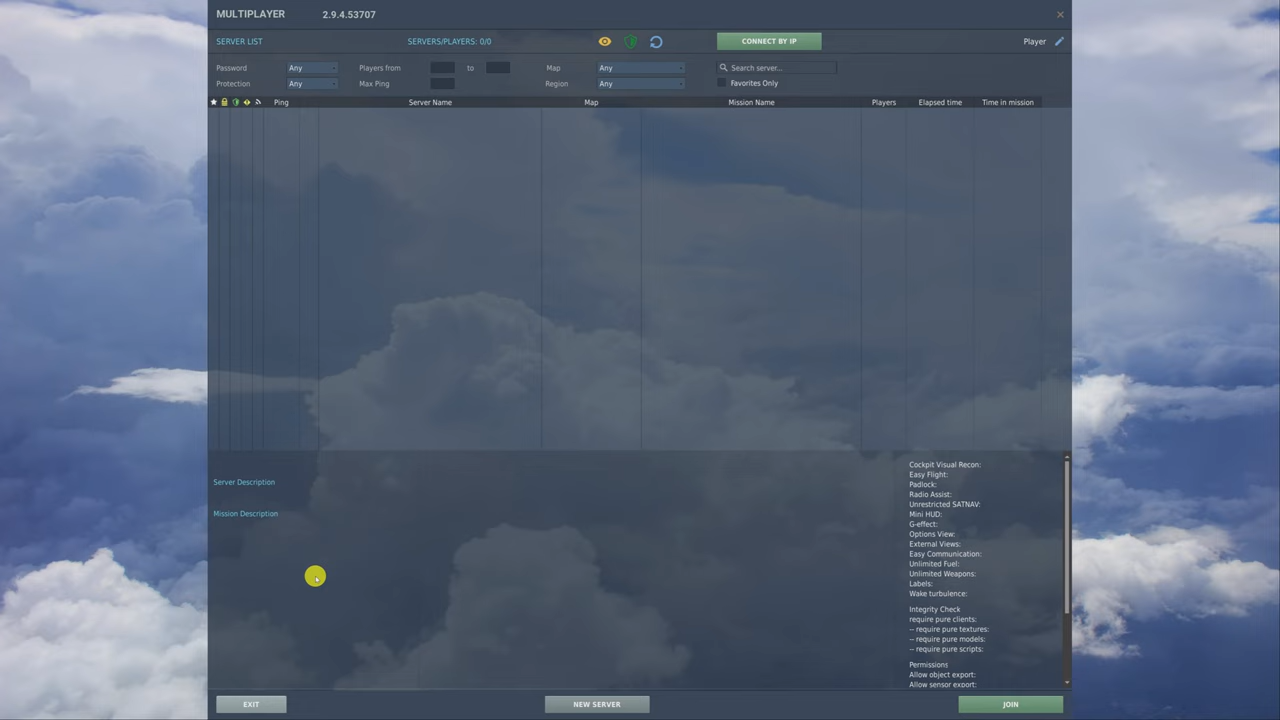 MULTIPLAYER 2.9.4.53707
SERVER LIST SERVERS/PLAYERS: 0/0 CONNECT BY IP Player
Password Any Players from to Map Any Search server...
Protection Any Max Ping Region Any Favorites Only
Ping Server Name Map Mission Name Players Elapsed time Time in mission
Server Description
Mission Description
Cockpit Visual Recon:
Easy Flight:
Padlock:
Radio Assist:
Unrestricted SATNAV:
Mini HUD:
G-effect:
Options View:
External Views:
Easy Communication:
Unlimited Fuel:
Unlimited Weapons:
Labels:
Wake turbulence:
Integrity Check
require pure clients:
-- require pure textures:
-- require pure models:
-- require pure scripts:
Permissions
Allow object export:
Allow sensor export:
EXIT NEW SERVER JOIN